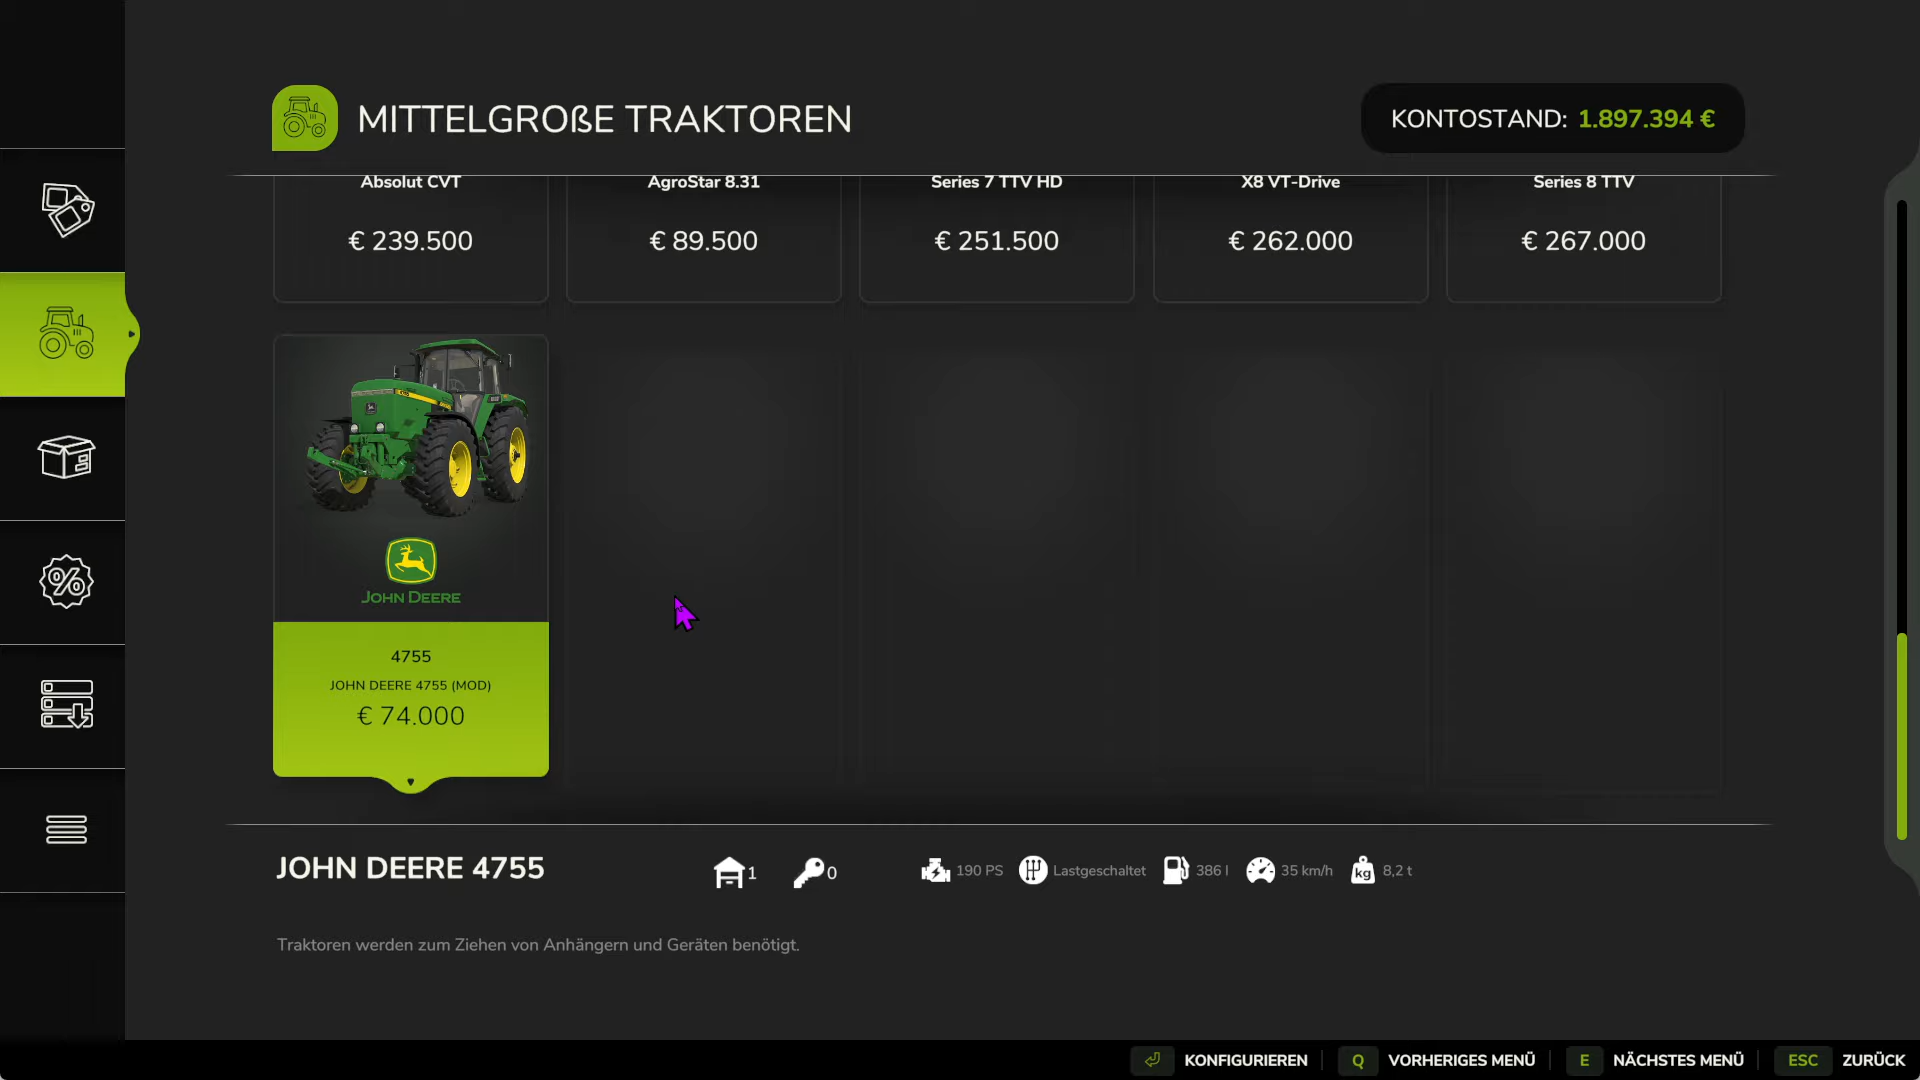 MITTELGROßE TRAKTOREN
KONTOSTAND: 1.897.394 €
Absolut CVT
AgroStar 8.31
Series 7 TTV HD
X8 VT-Drive
Series 8 TTV
€ 239.500
€ 89.500
€ 251.500
€ 262.000
€ 267.000
JOHN DEERE
4755
JOHN DEERE 4755 (MOD)
€ 74.000
JOHN DEERE 4755
1
0
190 PS
Lastgeschaltet
386 l
35 km/h
kg
8,2 t
Traktoren werden zum Ziehen von Anhängern und Geräten benötigt.
KONFIGURIEREN
Q VORHERIGES MENÜ
E NÄCHSTES MENÜ
ESC ZURÜCK